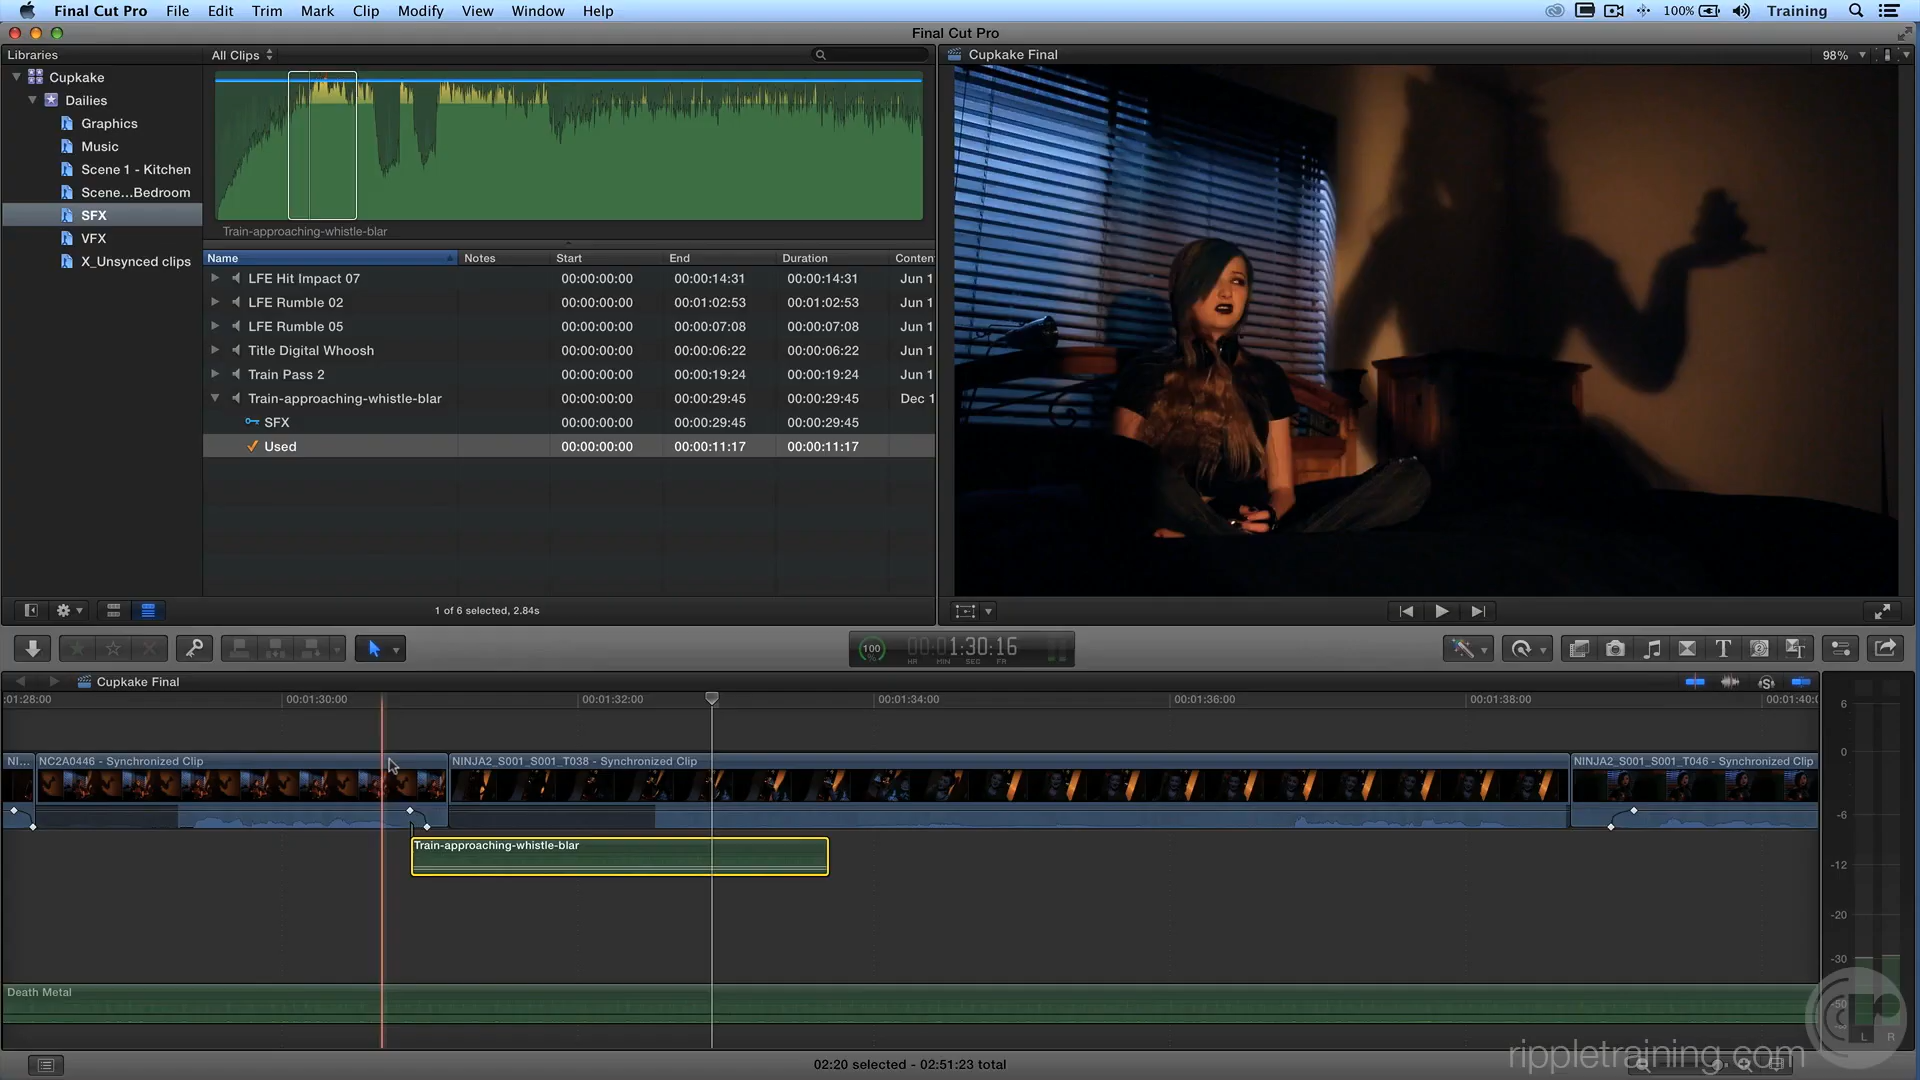 Final Cut Pro File Edit Trim Mark Clip Modify View Window Help 100% Training
Final Cut Pro
Libraries All Clips Cupkake Final 98%
Cupkake
Dailies
Graphics
Music
Scene 1 - Kitchen
Scene...Bedroom
SFX
VFX
X_Unsynced clips
Train-approaching-whistle-blar
Name Notes Start End Duration Conten
LFE Hit Impact 07 00:00:00:00 00:00:14:31 00:00:14:31 Jun 1
LFE Rumble 02 00:00:00:00 00:01:02:53 00:01:02:53 Jun 1
LFE Rumble 05 00:00:00:00 00:00:07:08 00:00:07:08 Jun 1
Title Digital Whoosh 00:00:00:00 00:00:06:22 00:00:06:22 Jun 1
Train Pass 2 00:00:00:00 00:00:19:24 00:00:19:24 Jun 1
Train-approaching-whistle-blar 00:00:00:00 00:00:29:45 00:00:29:45 Dec 1
SFX 00:00:00:00 00:00:29:45 00:00:29:45
Used 00:00:00:00 00:00:11:17 00:00:11:17
1 of 6 selected, 2.84s
100 00:00:01:30:16
HR MIN SEC FR
Cupkake Final
:01:28:00 00:01:30:00 00:01:32:00 00:01:34:00 00:01:36:00 00:01:38:00 00:01:40:0
NI... NC2A0446 - Synchronized Clip NINJA2_S001_S001_T038 - Synchronized Clip NINJA2_S001_S001_T046 - Synchronized Clip
Train-approaching-whistle-blar
Death Metal
6
0
-6
-12
-20
-30
-50
L R
02:20 selected - 02:51:23 total
rippletraining.com